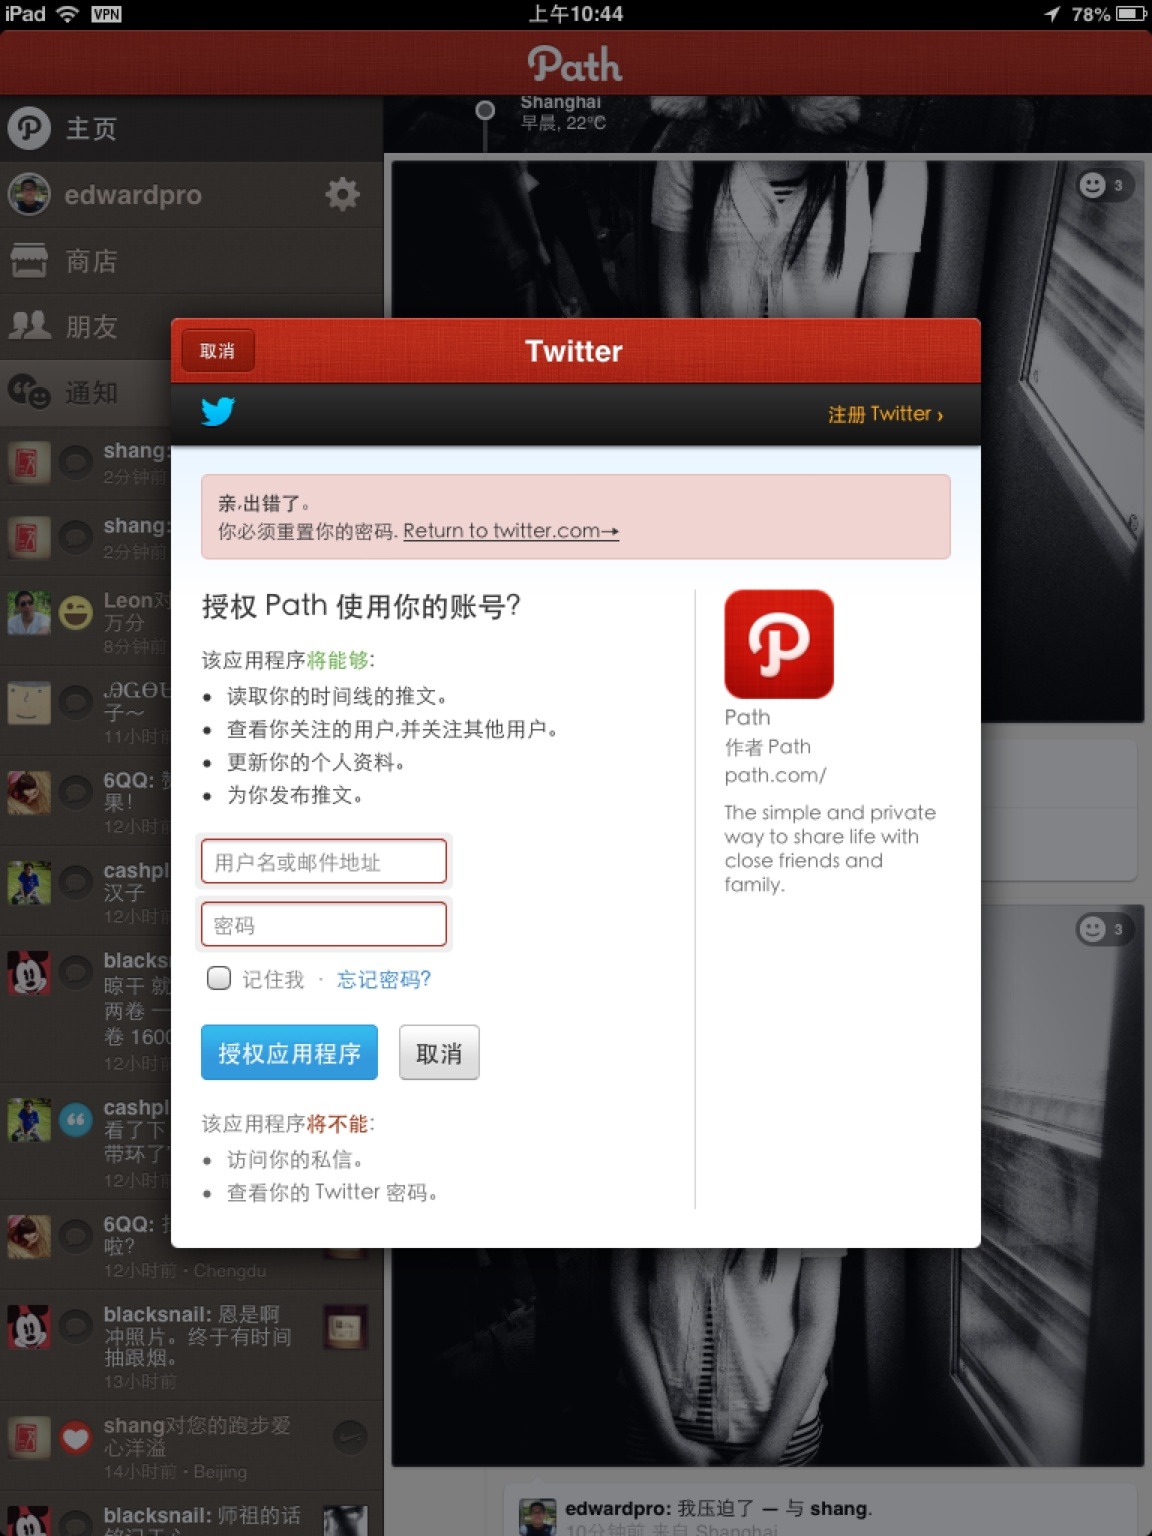 iPad VPN 上午10:44 78%
Path
主页
Shanghai
早晨, 22°C
edwardpro
3
商店
朋友
通知
取消 Twitter
注册 Twitter ›
亲,出错了。
你必须重置你的密码. Return to twitter.com→
授权 Path 使用你的账号?
该应用程序将能够:
• 读取你的时间线的推文。
• 查看你关注的用户,并关注其他用户。
• 更新你的个人资料。
• 为你发布推文。
用户名或邮件地址
密码
记住我 · 忘记密码?
授权应用程序 取消
该应用程序将不能:
• 访问你的私信。
• 查看你的 Twitter 密码。
Path
作者 Path
path.com/
The simple and private
way to share life with
close friends and
family.
shang:
2分钟前
shang:
2分钟前
Leon对
万分
8分钟前
子～
11小时前
6QQ: 赞
果!
12小时前
cashpl
汉子
12小时前
blacksn
晾干 就
两卷 一
卷 1600
12小时前
cashpl
看了下
带环了
12小时前
6QQ:
啦?
12小时前 • Chengdu
blacksnail: 恩是啊
冲照片。终于有时间
抽跟烟。
13小时前
shang对您的跑步爱
心洋溢
14小时前 • Beijing
blacksnail: 师祖的话
3
edwardpro: 我压迫了 — 与 shang.
10分钟前 来自 Shanghai